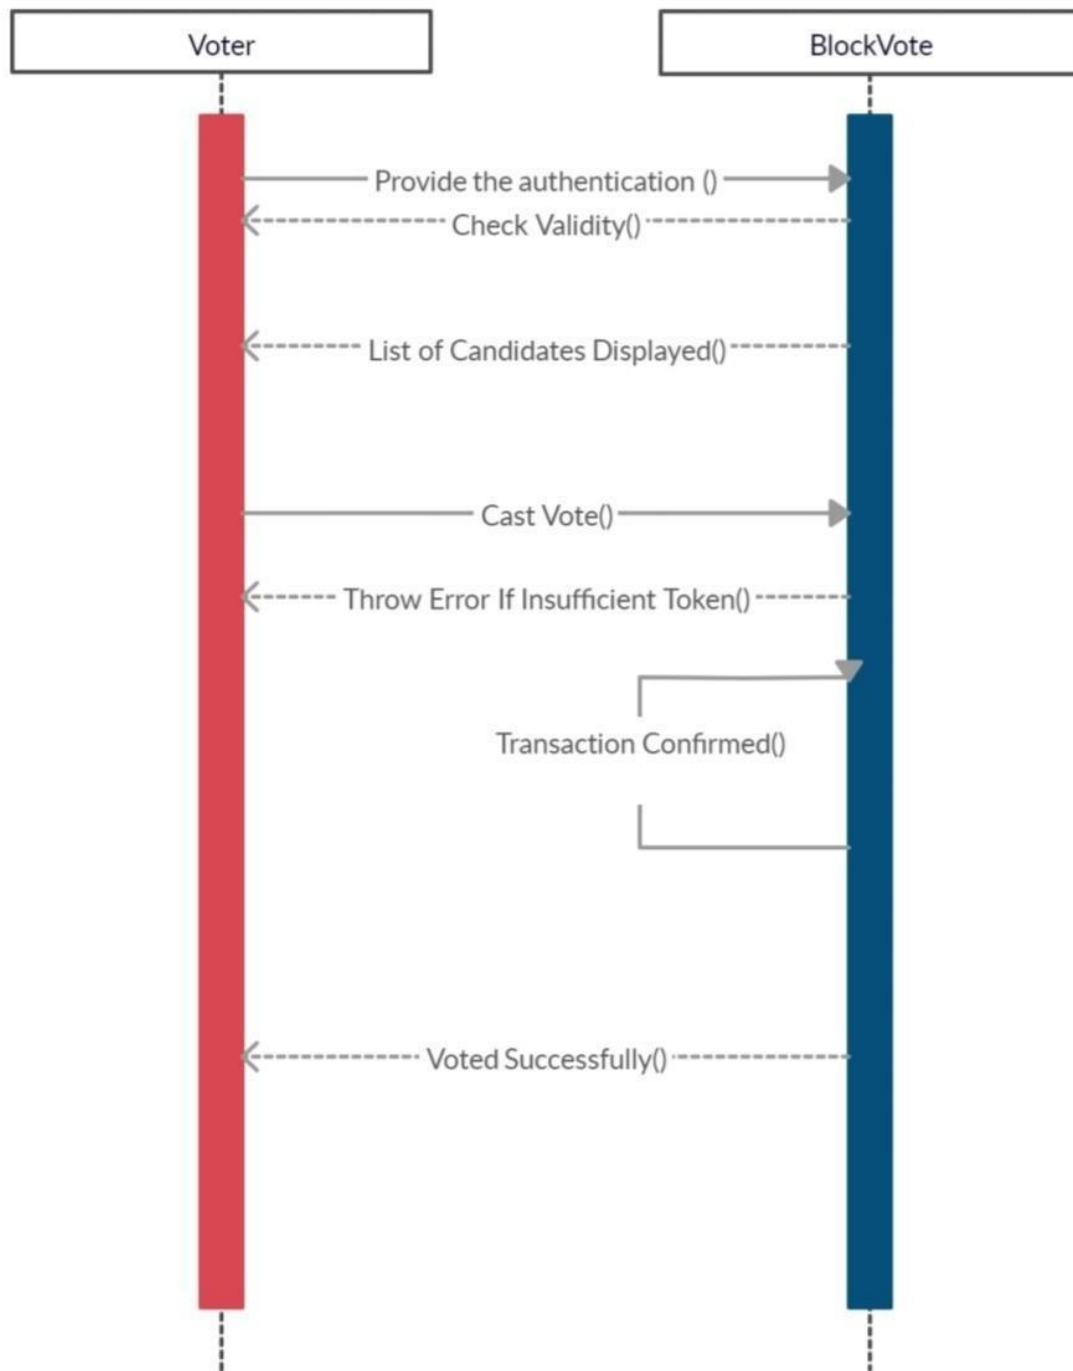 Voter
BlockVote
Provide the authentication ()
Check Validity()
List of Candidates Displayed()
Cast Vote()
Throw Error If Insufficient Token()
Transaction Confirmed()
Voted Successfully()